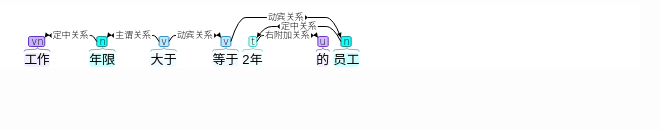 动宾关系
定中关系
定中关系 主谓关系 动宾关系 右附加关系
vn n v v t u n
工作 年限 大于 等于 2年 的 员工